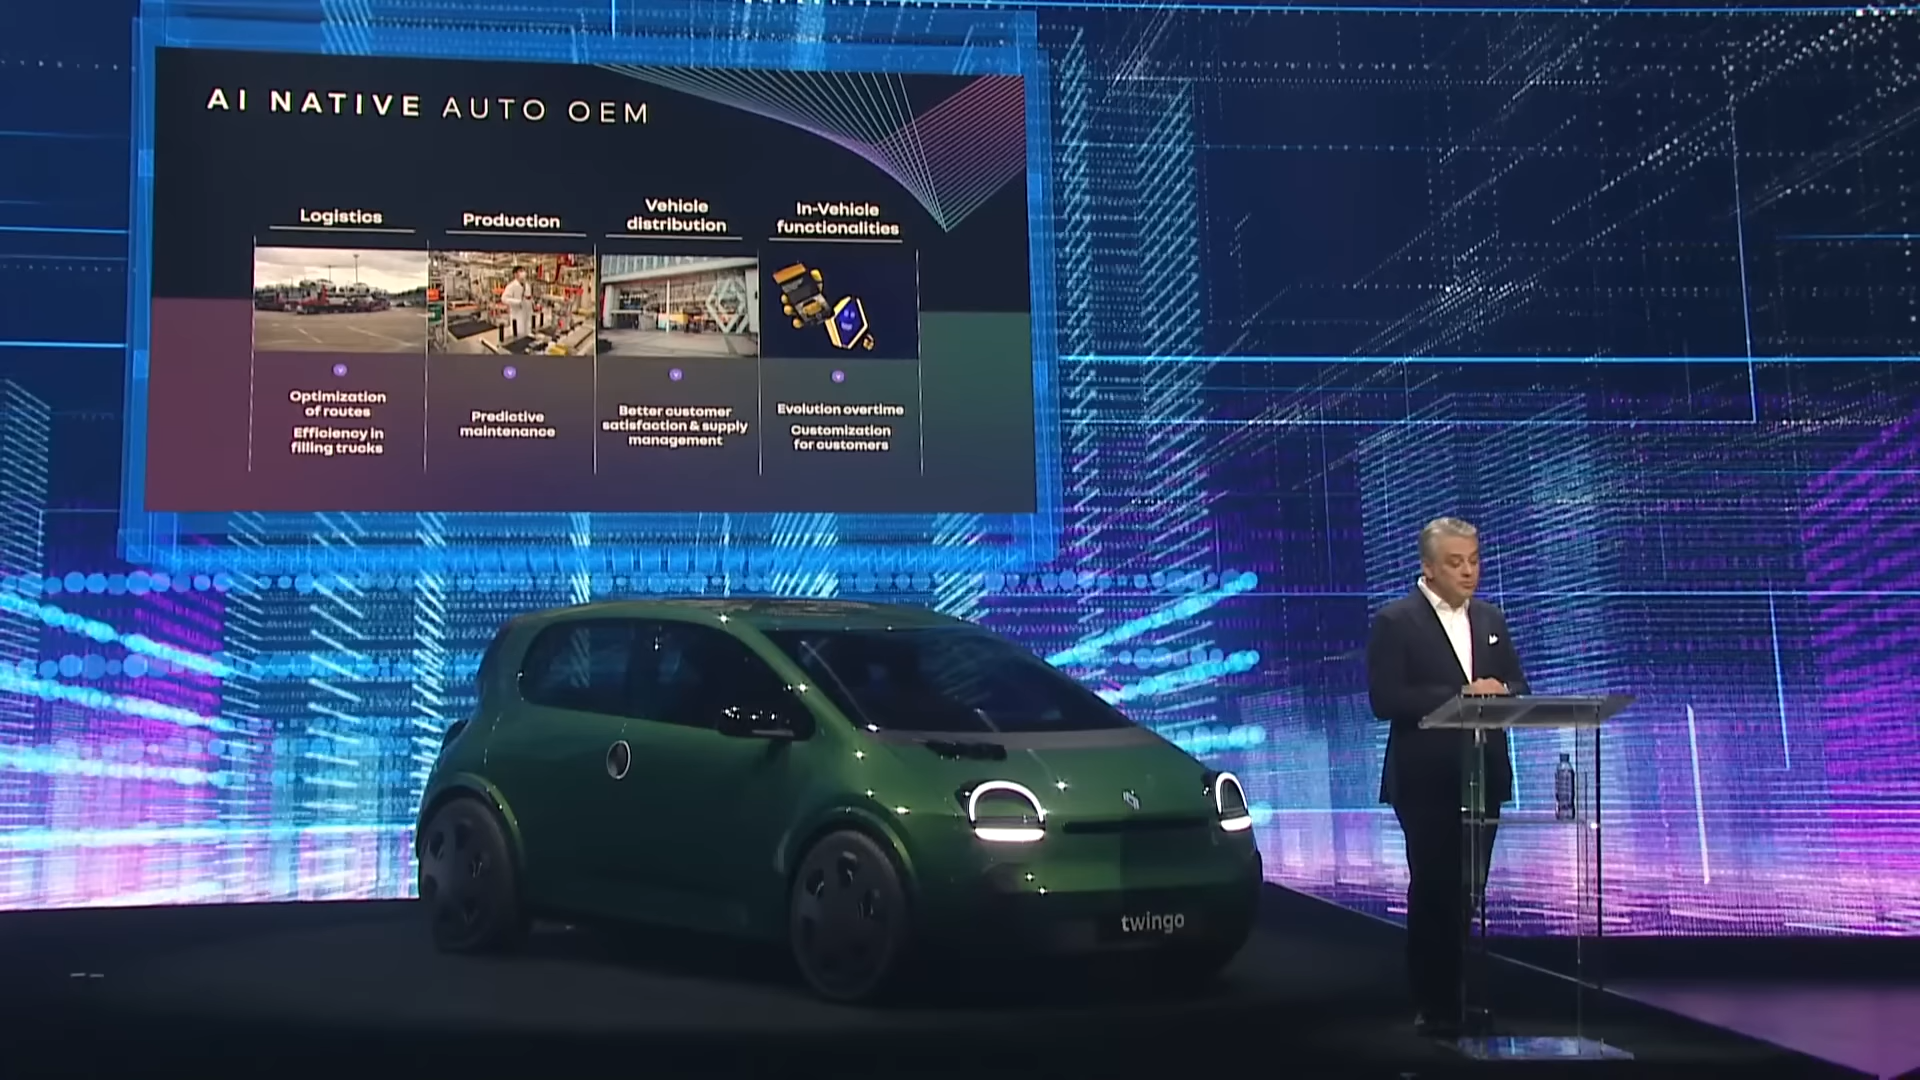 AI NATIVE AUTO OEM
Logistics
Optimization
of routes
Efficiency in
filling trucks
Production
Predictive
maintenance
Vehicle
distribution
Better customer
satisfaction & supply
management
In-Vehicle
functionalities
Evolution overtime
Customization
for customers
twingo